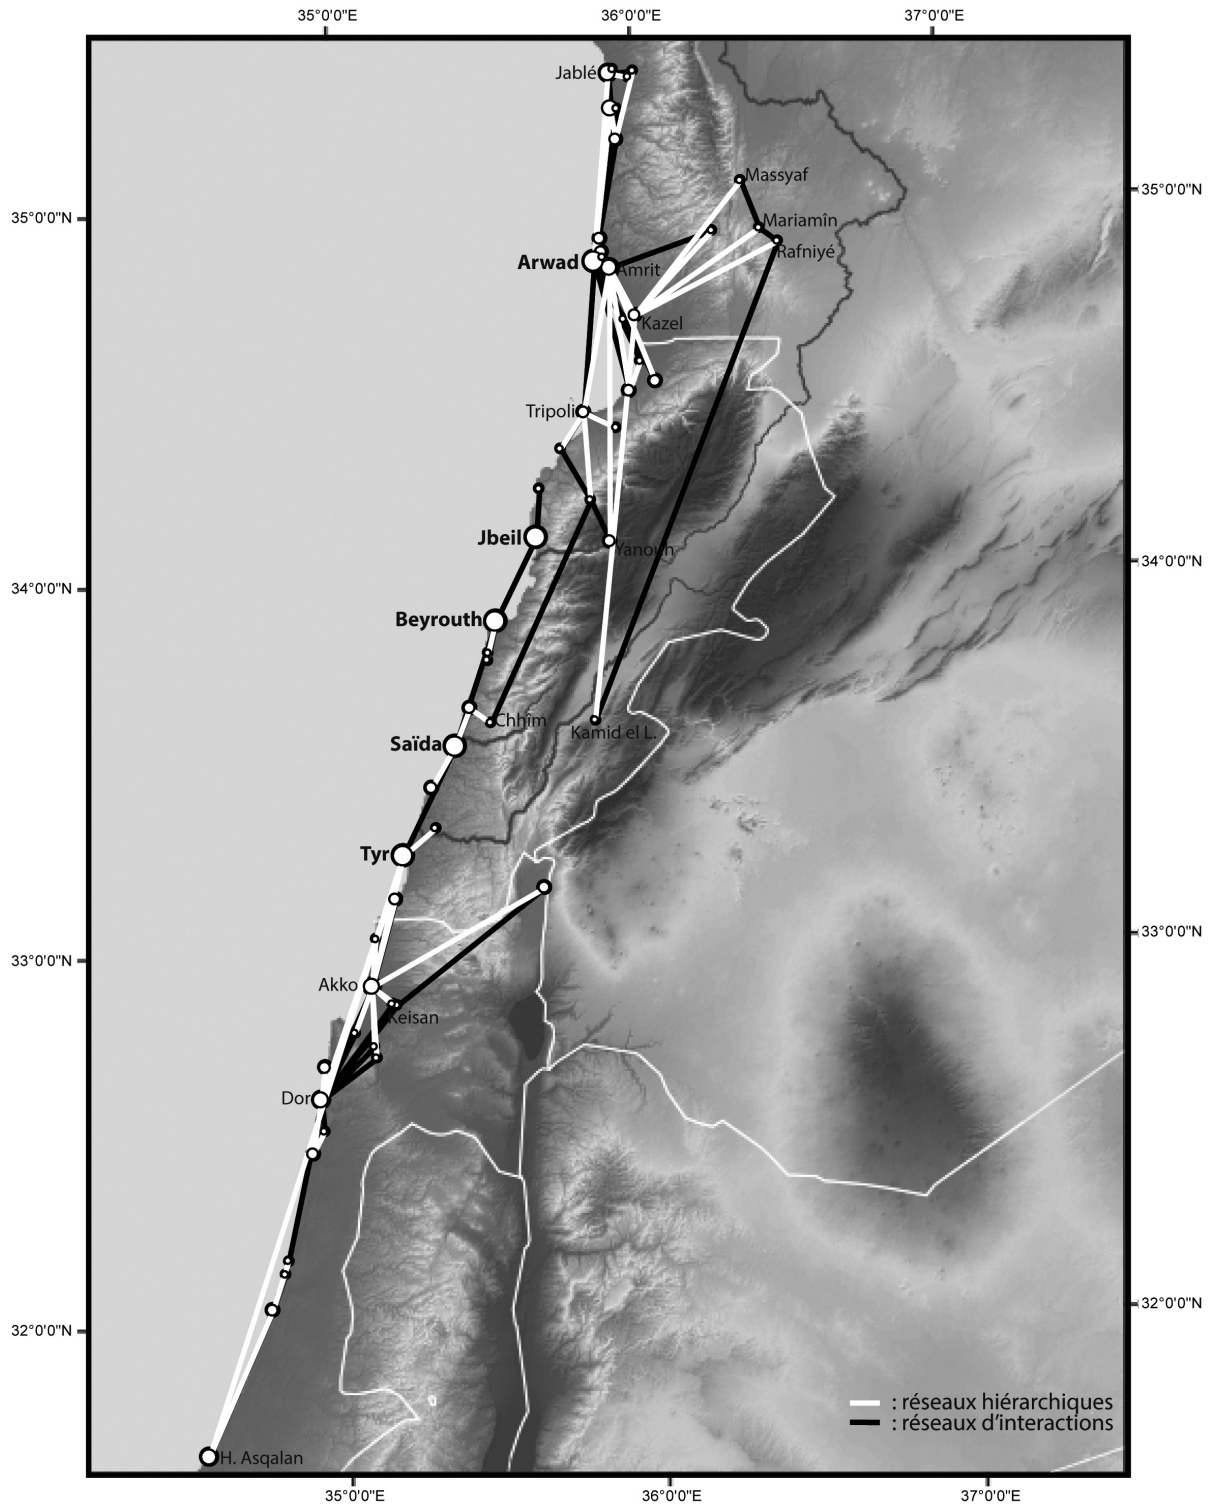 35°0'0"E 36°0'0"E 37°0'0"E
Jablé
Massyaf
35°0'0"N
35°0'0"N
Mariamîn
Rafniyé
Arwad
Amrit
Kazel
Tripoli
Jbeil
Yanouh
34°0'0"N
34°0'0"N
Beyrouth
Chhîm
Kamid el L.
Saïda
Tyr
33°0'0"N
33°0'0"N
Akko
Keisan
Dor
32°0'0"N
32°0'0"N
: réseaux hiérarchiques
: réseaux d'interactions
H. Asqalan
35°0'0"E 36°0'0"E 37°0'0"E